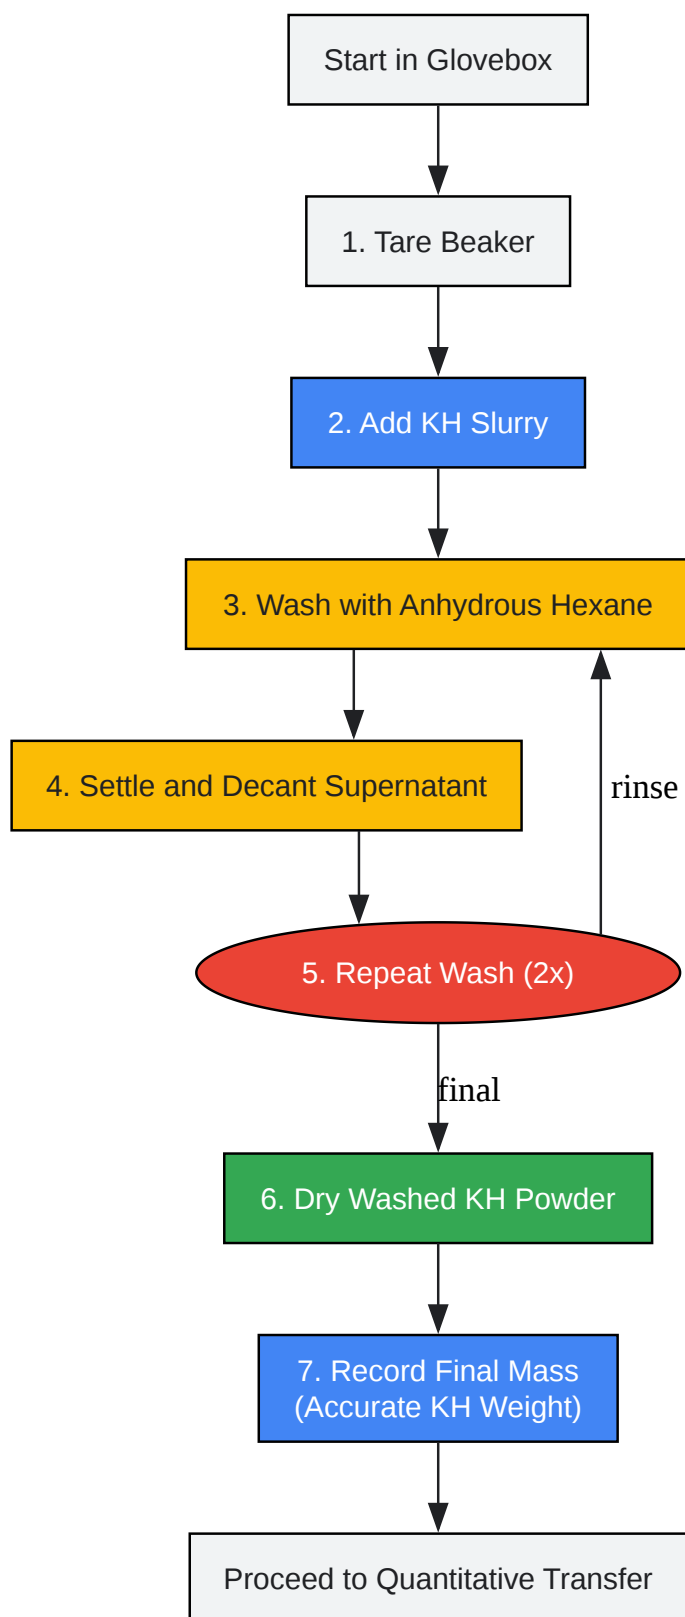 Start in Glovebox
1. Tare Beaker
2. Add KH Slurry
3. Wash with Anhydrous Hexane
4. Settle and Decant Supernatant
rinse
5. Repeat Wash (2x)
final
6. Dry Washed KH Powder
7. Record Final Mass
(Accurate KH Weight)
Proceed to Quantitative Transfer